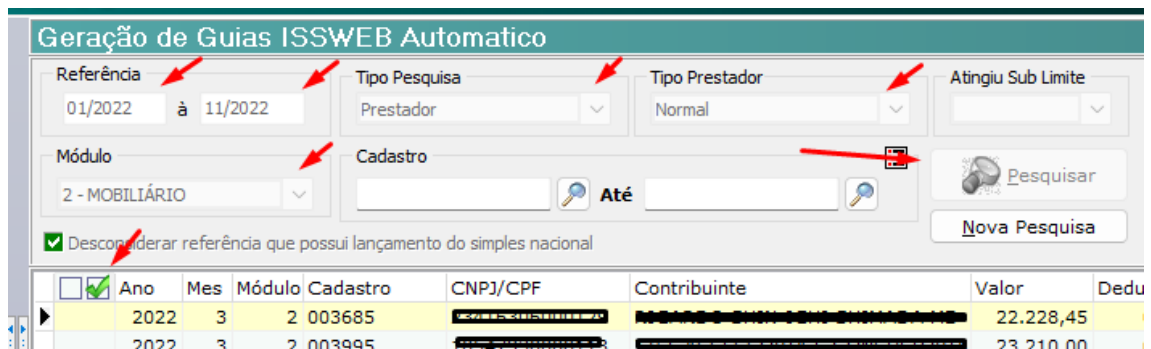 Geração de Guias ISSWEB Automatico
Referência Tipo Pesquisa Tipo Prestador Atingiu Sub Limite
01/2022 à 11/2022 Prestador Normal
Módulo Cadastro
2 - MOBILIÁRIO Até Pesquisar
Nova Pesquisa
Desconsiderar referência que possui lançamento do simples nacional
Ano Mes Módulo Cadastro CNPJ/CPF Contribuinte Valor Dedu
2022 3 2 003685 22.228,45
2022 3 2 003995 23.210,00